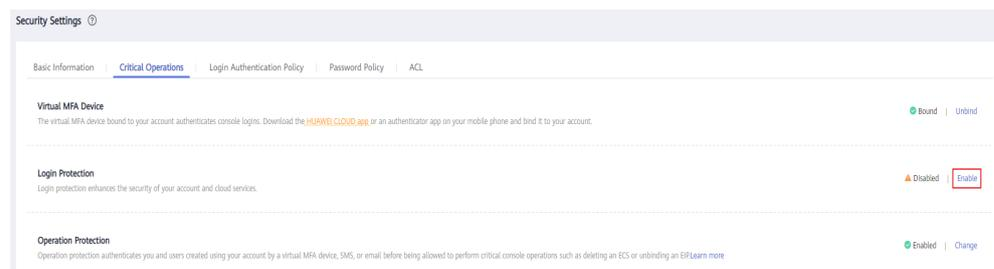 Security Settings ?
Basic Information | Critical Operations | Login Authentication Policy | Password Policy | ACL
Virtual MFA Device
The virtual MFA device bound to your account authenticates console logins. Download the HUAWEI CLOUD app or an authenticator app on your mobile phone and bind it to your account.
Bound | Unbind
Login Protection
Login protection enhances the security of your account and cloud services.
Disabled | Enable
Operation Protection
Operation protection authenticates you and users created using your account by a virtual MFA device, SMS, or email before being allowed to perform critical console operations such as deleting an ECS or unbinding an EIP.Learn more
Enabled | Change